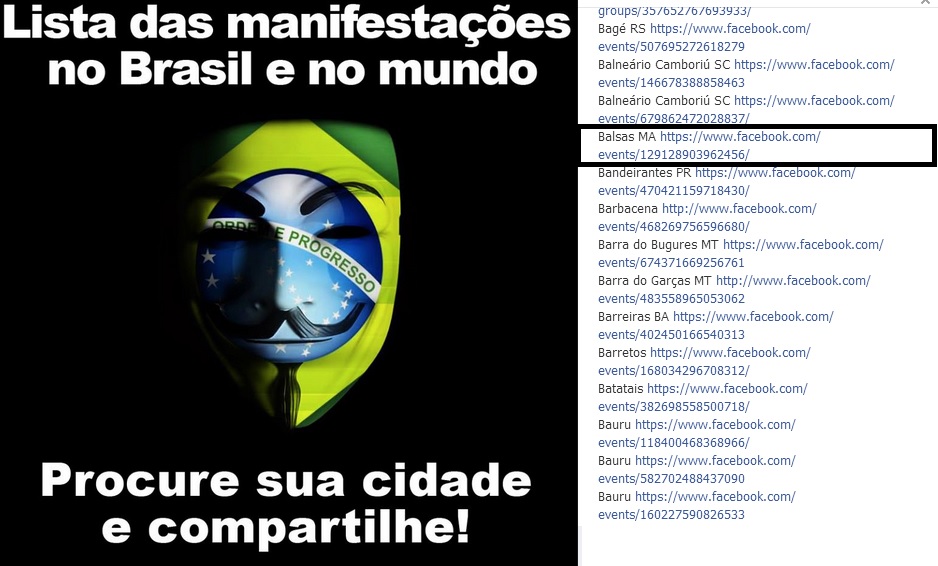 Lista das manifestações
no Brasil e no mundo
ORDEM E PROGRESSO
Procure sua cidade
e compartilhe!
groups/357652767693933/
Bagé RS https://www.facebook.com/
events/507695272618279
Balneário Camboriú SC https://www.facebook.com/
events/146678388858463
Balneário Camboriú SC https://www.facebook.com/
events/679862472028837/
Balsas MA https://www.facebook.com/
events/129128903962456/
Bandeirantes PR https://www.facebook.com/
events/470421159718430/
Barbacena http://www.facebook.com/
events/468269756596680/
Barra do Bugures MT https://www.facebook.com/
events/674371669256761
Barra do Garças MT http://www.facebook.com/
events/483558965053062
Barreiras BA https://www.facebook.com/
events/402450166540313
Barretos https://www.facebook.com/
events/168034296708312/
Batatais https://www.facebook.com/
events/382698558500718/
Bauru https://www.facebook.com/
events/118400468368966/
Bauru https://www.facebook.com/
events/582702488437090
Bauru https://www.facebook.com/
events/160227590826533